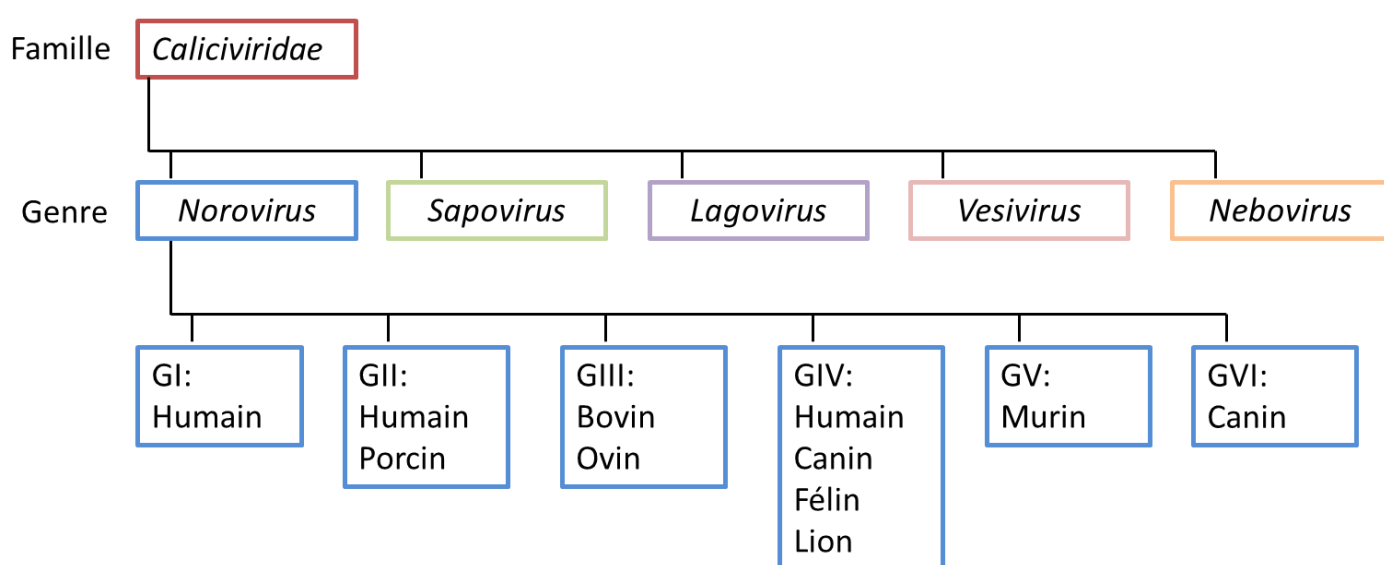 Famille
Caliciviridae
Genre
Norovirus
Sapovirus
Lagovirus
Vesivirus
Nebovirus
GI:
Humain
GII:
Humain
Porcin
GIII:
Bovin
Ovin
GIV:
Humain
Canin
Félin
Lion
GV:
Murin
GVI:
Canin